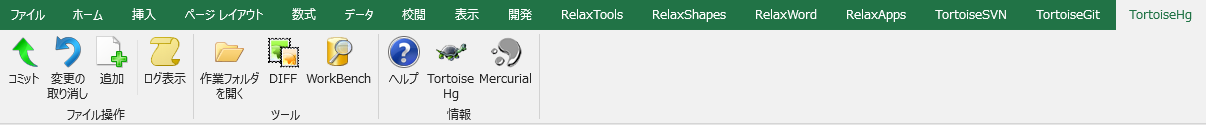 ファイル ホーム 挿入 ページ レイアウト 数式 データ 校閲 表示 開発 RelaxTools RelaxShapes RelaxWord RelaxApps TortoiseSVN TortoiseGit TortoiseHg
コミット
変更の
取り消し
追加
ログ表示
ファイル操作
作業フォルダ
を開く
DIFF
WorkBench
ツール
ヘルプ
Tortoise
Hg
Mercurial
情報